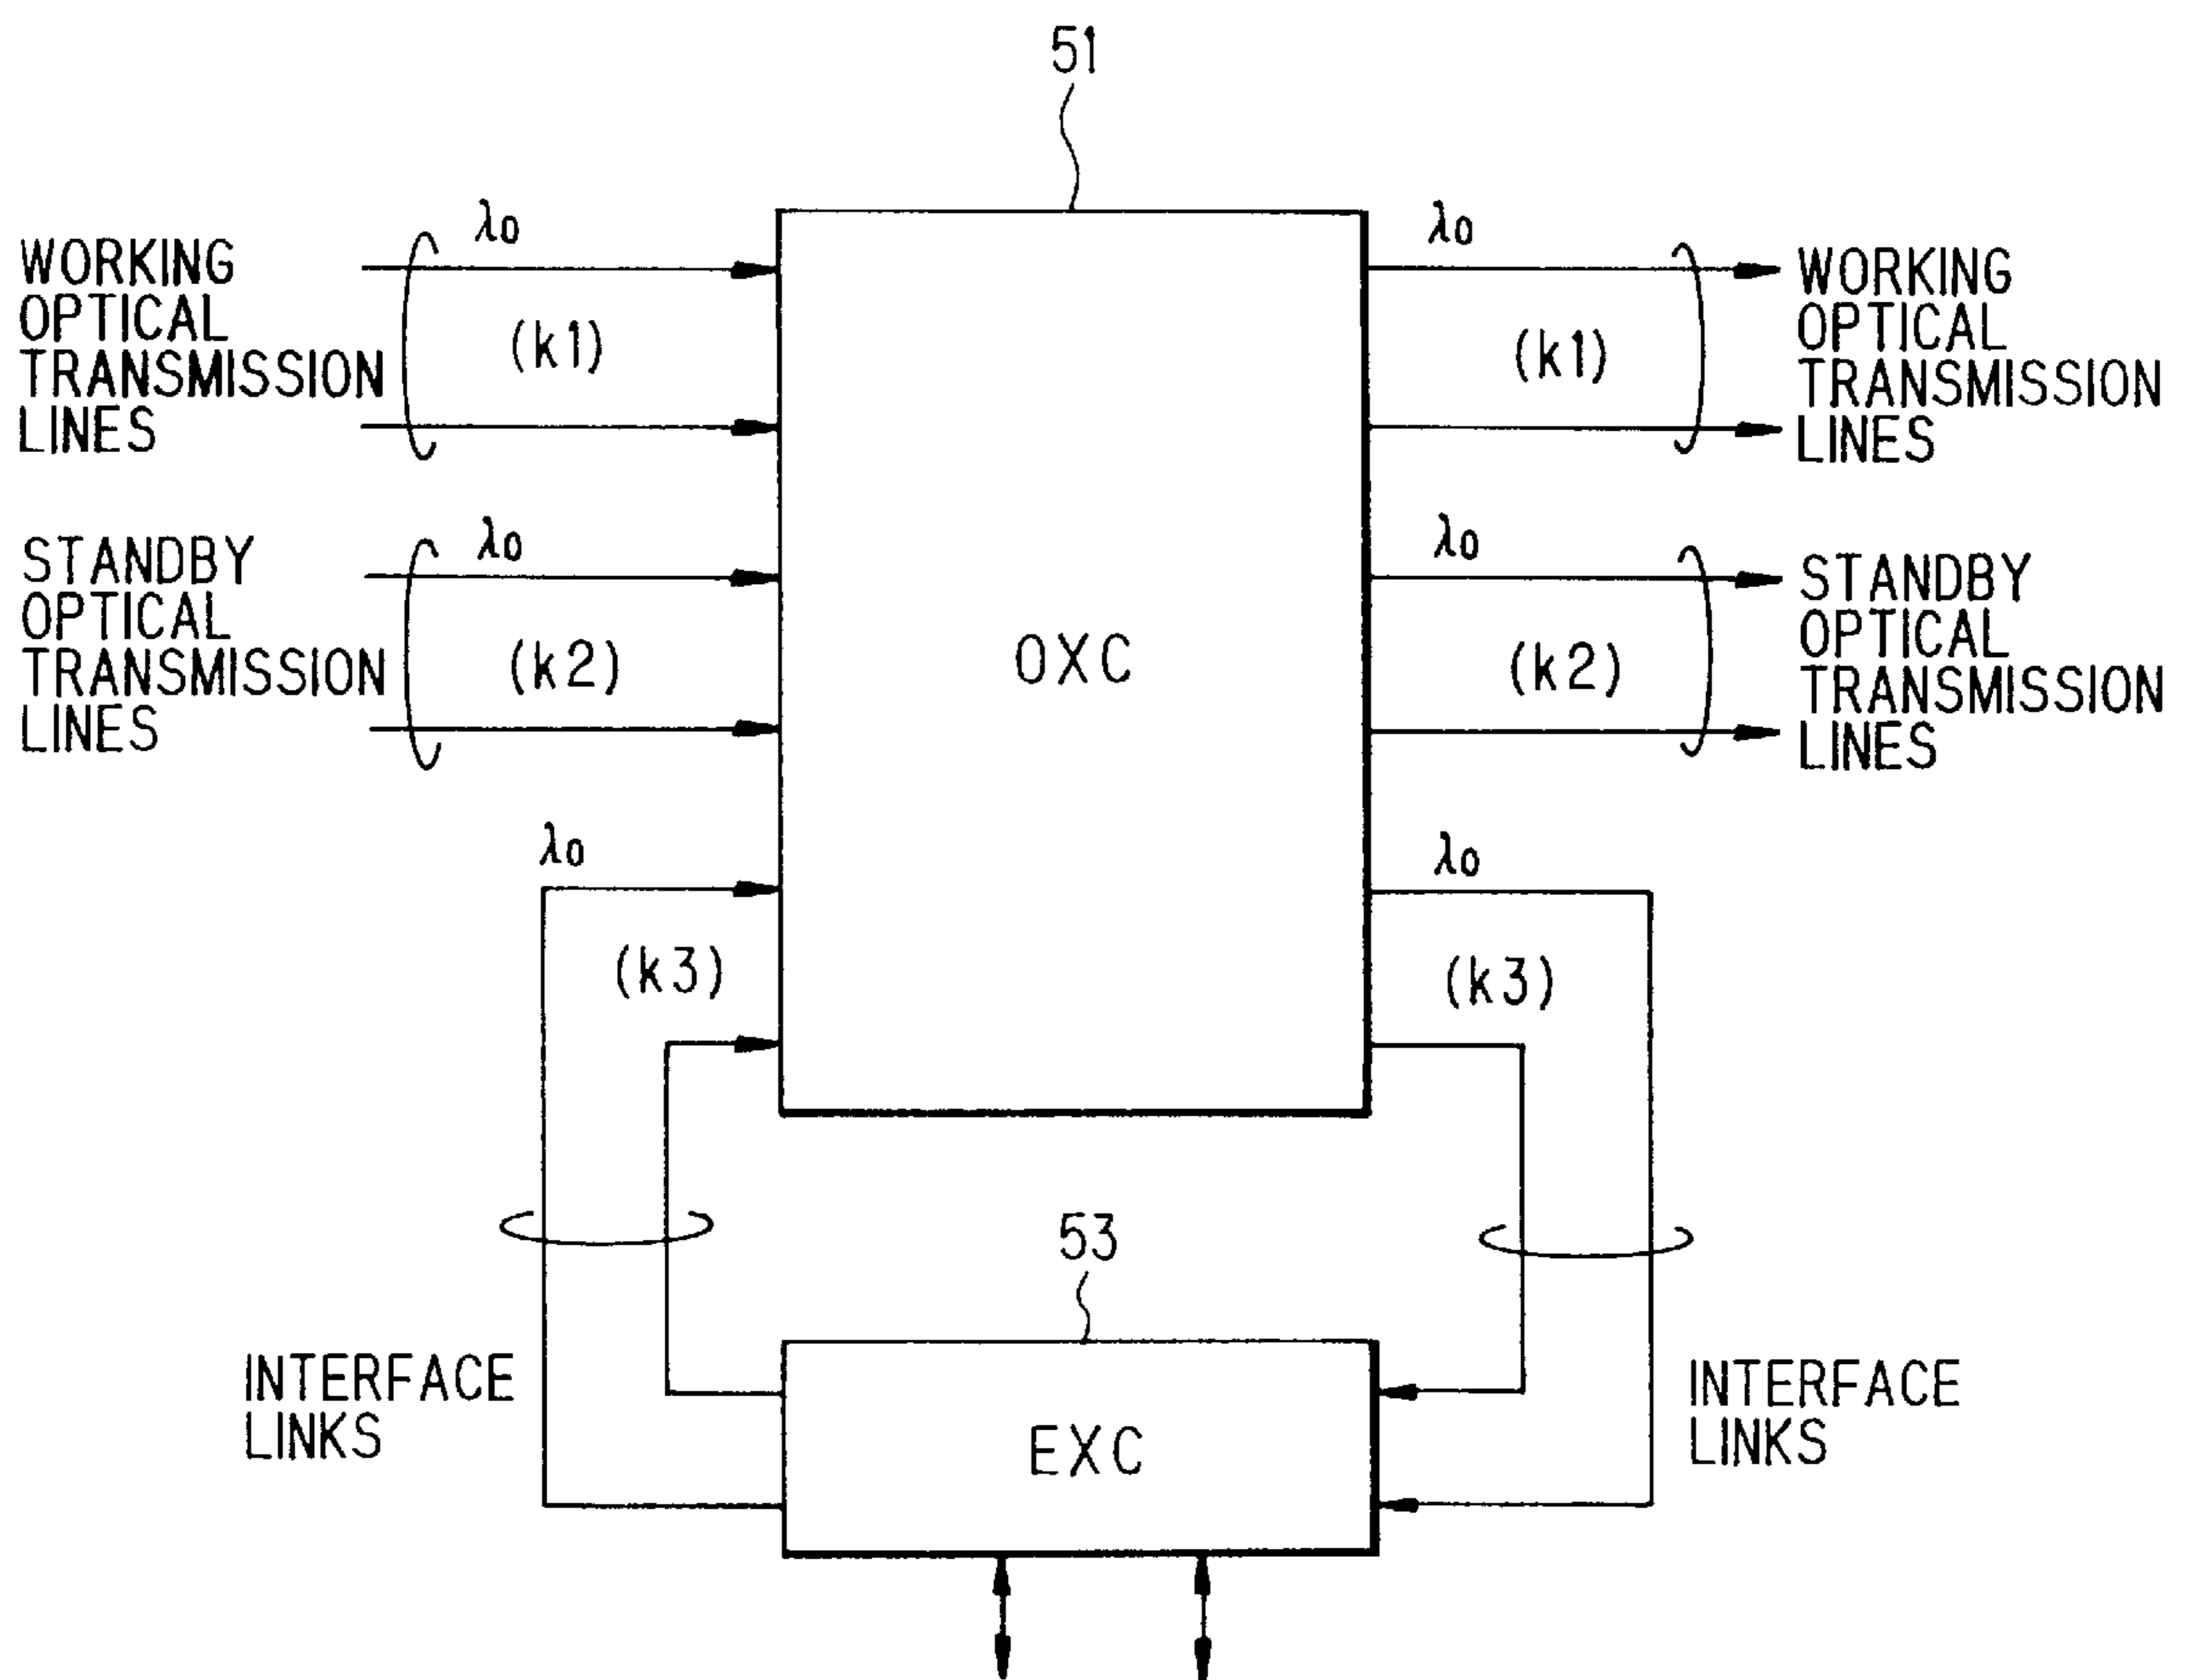 51
λ0
λ0
WORKING
OPTICAL
TRANSMISSION
LINES
(k1)
(k1)
WORKING
OPTICAL
TRANSMISSION
LINES
λ0
λ0
STANDBY
OPTICAL
TRANSMISSION
LINES
(k2)
OXC
(k2)
STANDBY
OPTICAL
TRANSMISSION
LINES
λ0
λ0
(k3)
(k3)
53
INTERFACE
LINKS
EXC
INTERFACE
LINKS